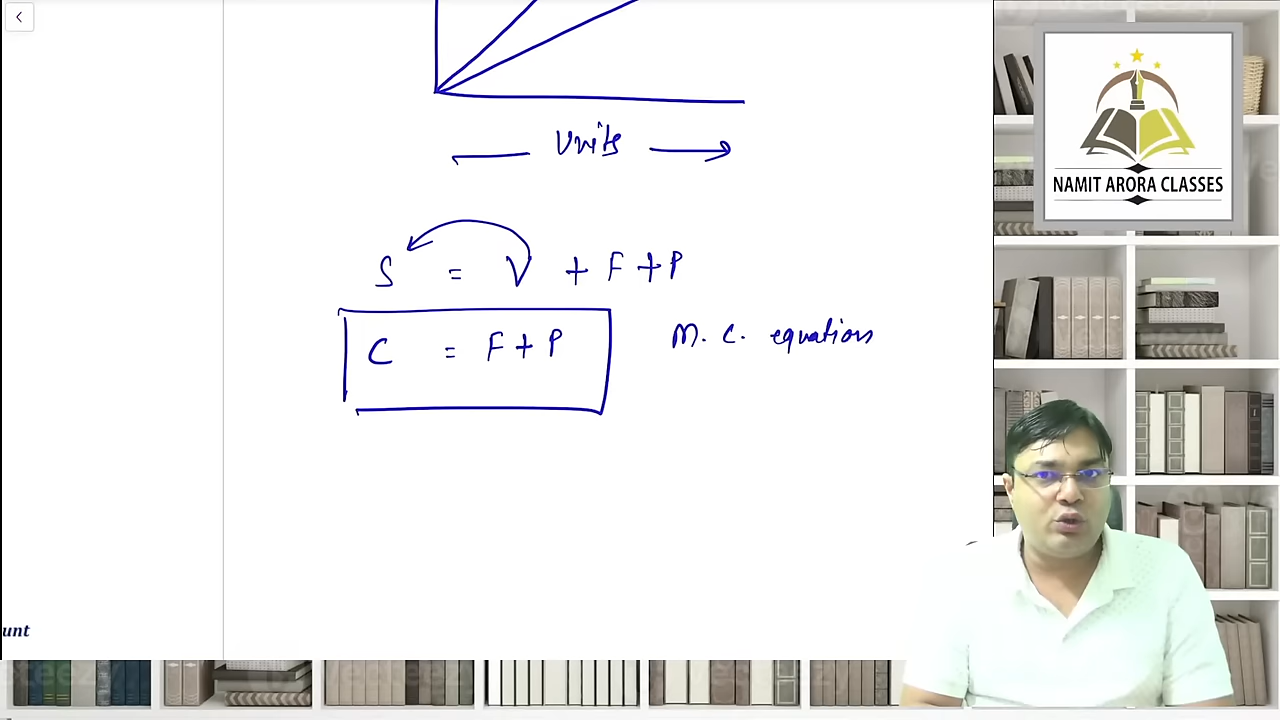 Units
NAMIT ARORA CLASSES
S = V + F + P
C = F + P
M. C. equations
unt